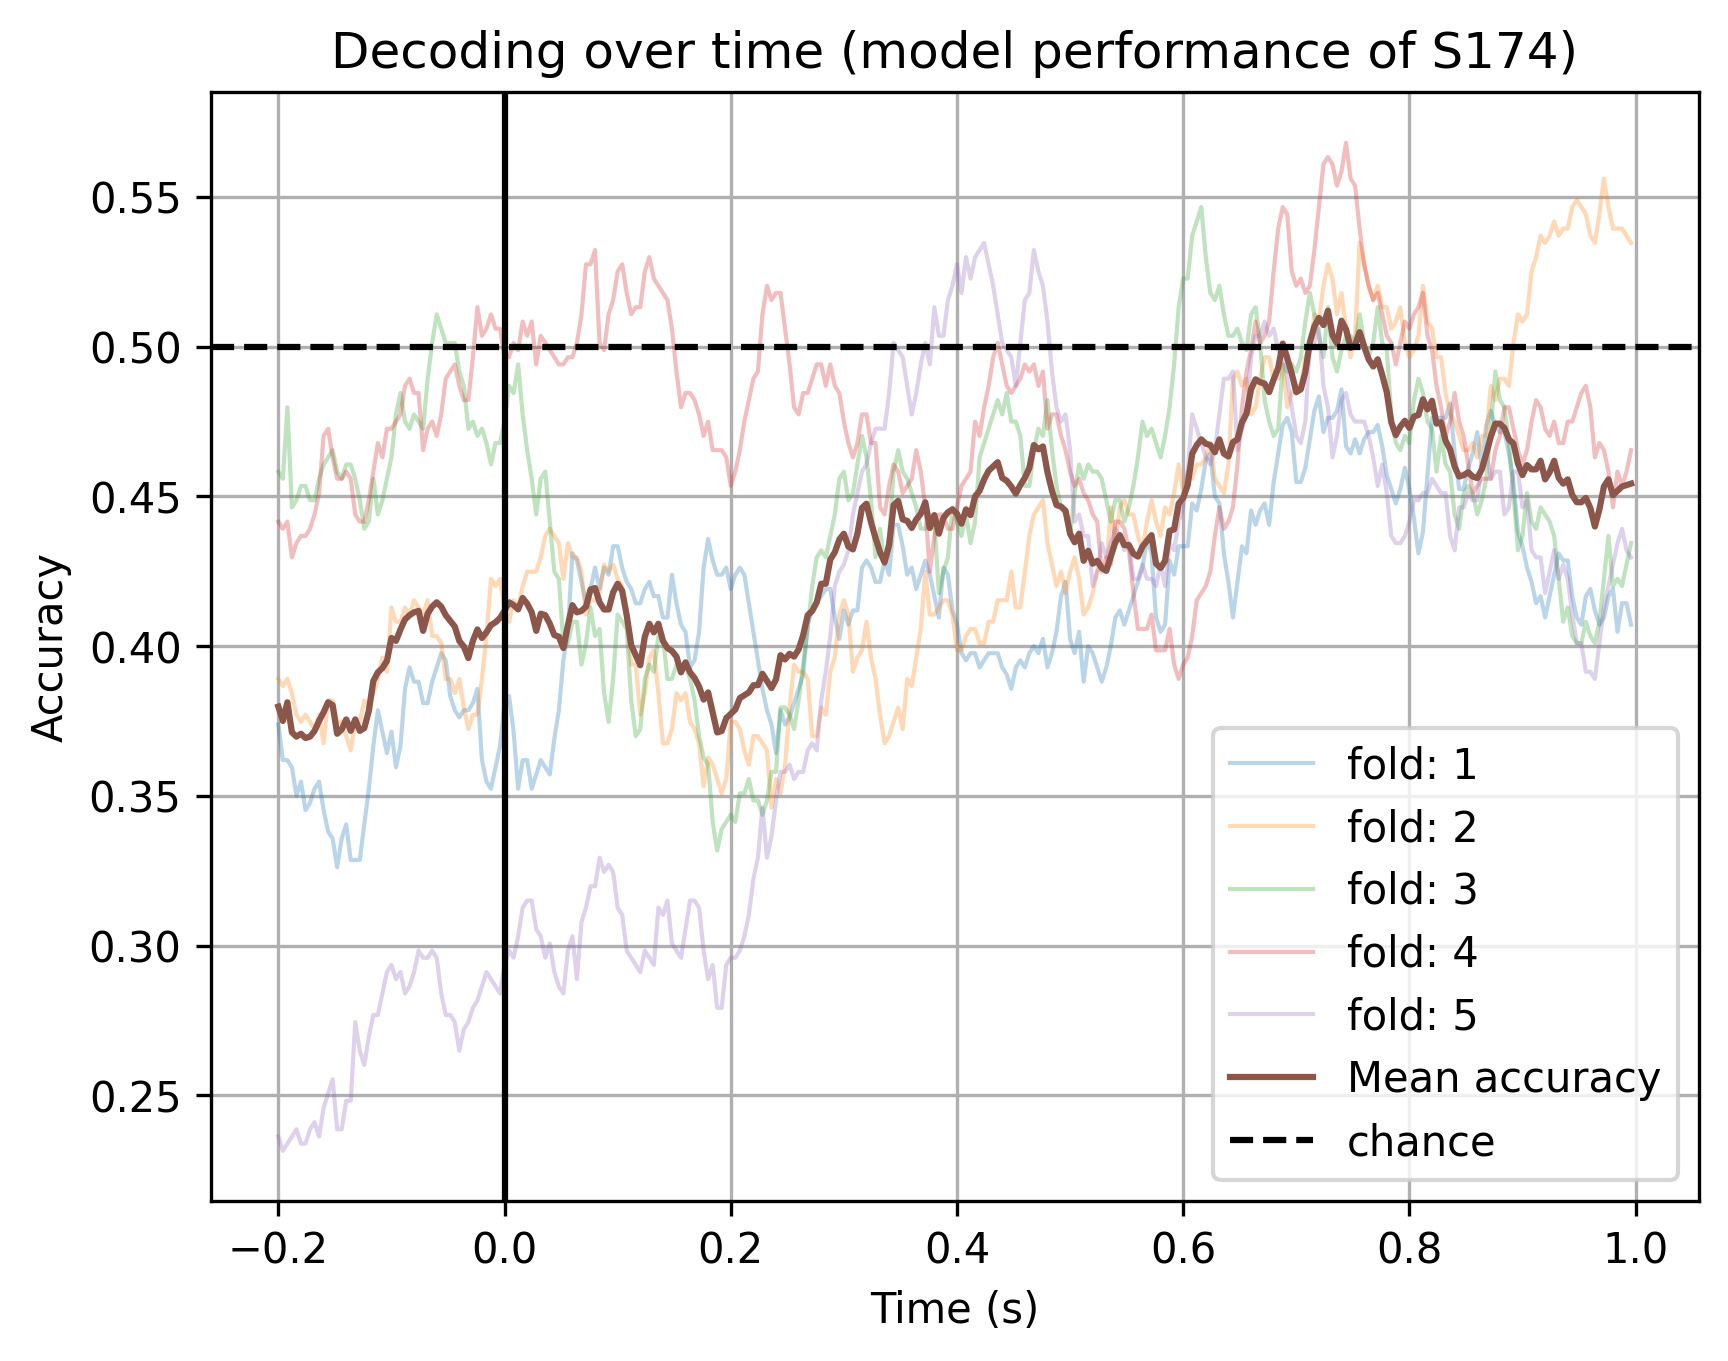 Decoding over time (model performance of S174)
Accuracy
0.55
0.50
0.45
0.40
0.35
0.30
0.25
−0.2 0.0 0.2 0.4 0.6 0.8 1.0
Time (s)
fold: 1
fold: 2
fold: 3
fold: 4
fold: 5
Mean accuracy
chance